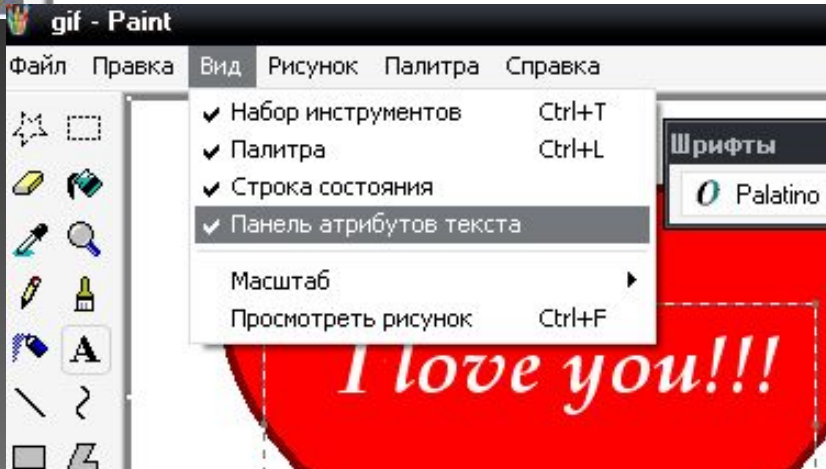 gif - Paint
Файл Правка Вид Рисунок Палитра Справка
Набор инструментов Ctrl+T
Палитра Ctrl+L
Строка состояния
Панель атрибутов текста
Масштаб
Просмотреть рисунок Ctrl+F
Шрифты
Palatino
A
I love you!!!